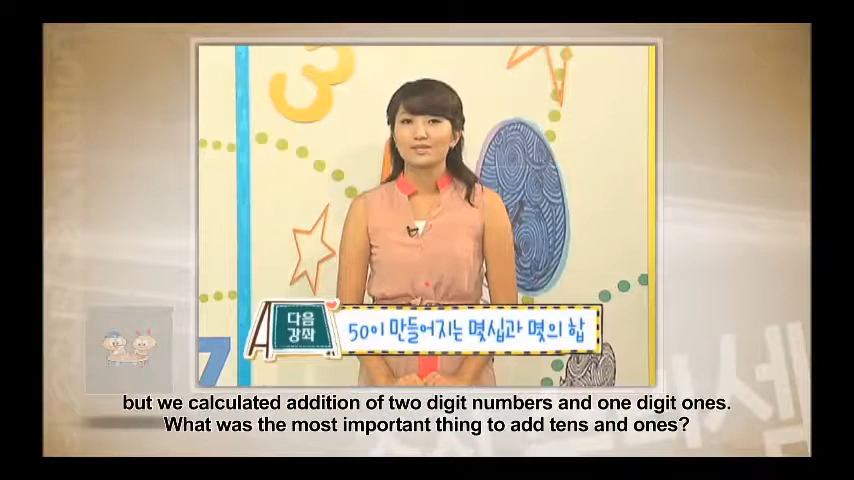 3
다음
강좌
50이 만들어지는 몇십과 몇의 합
7
but we calculated addition of two digit numbers and one digit ones.
What was the most important thing to add tens and ones?